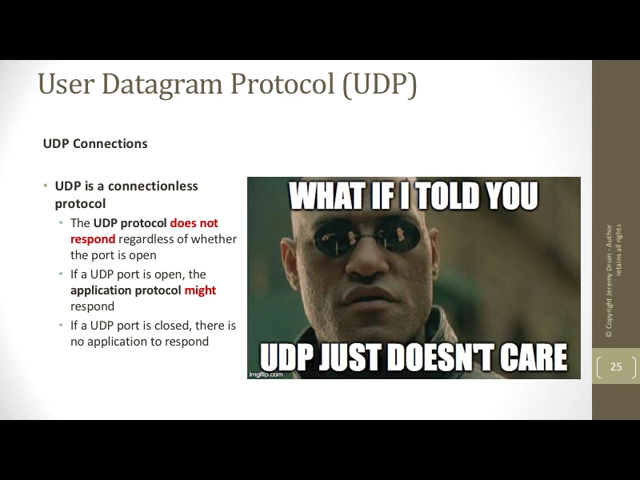 User Datagram Protocol (UDP)
UDP Connections
• UDP is a connectionless
protocol
• The UDP protocol does not
respond regardless of whether
the port is open
• If a UDP port is open, the
application protocol might
respond
• If a UDP port is closed, there is
no application to respond
WHAT IF I TOLD YOU
UDP JUST DOESN'T CARE
imgflip.com
© Copyright Jeremy Druin - Author
retains all rights
25